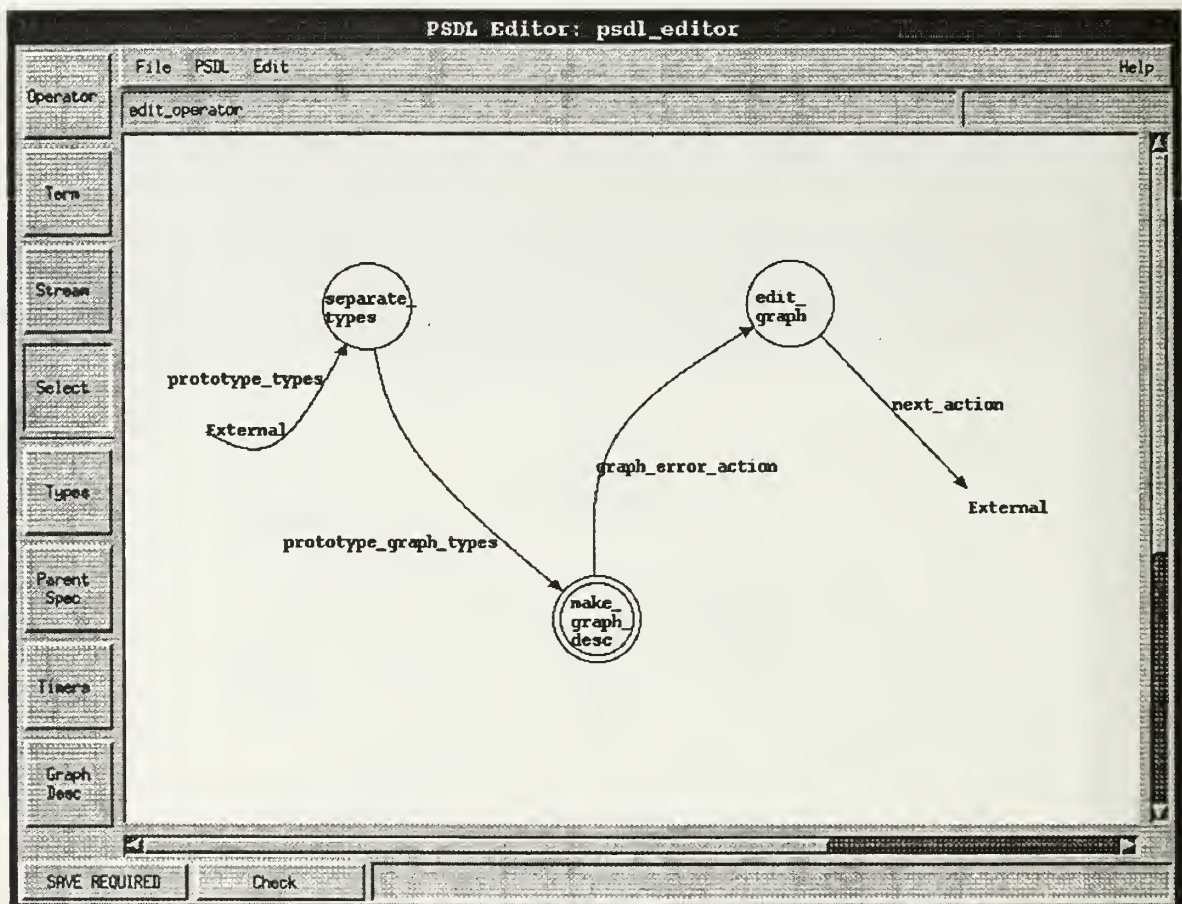 PSDL Editor: psdl_editor
File PSDL Edit Help
Operator
edit_operator
Term
Stream
Select
Types
Parent
Spec
Timers
Graph
Desc
separate_
types
edit_
graph
prototype_types
External
next_action
graph_error_action
External
prototype_graph_types
make_
graph_
desc
SAVE REQUIRED Check